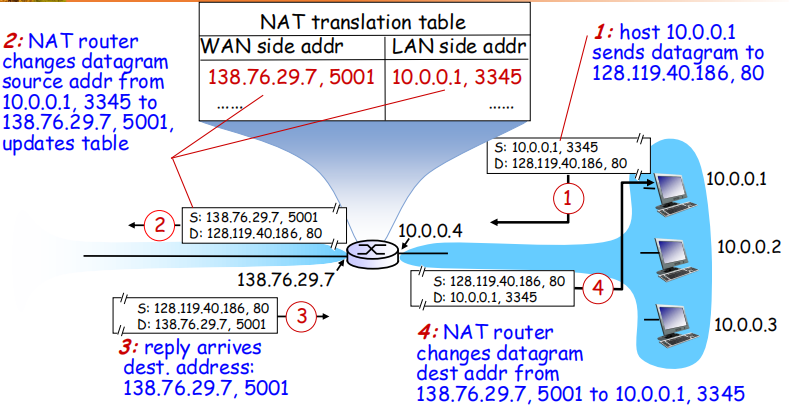 NAT translation table
WAN side addr LAN side addr
138.76.29.7, 5001 10.0.0.1, 3345
...... ......
2: NAT router
changes datagram
source addr from
10.0.0.1, 3345 to
138.76.29.7, 5001,
updates table
1: host 10.0.0.1
sends datagram to
128.119.40.186, 80
S: 10.0.0.1, 3345
D: 128.119.40.186, 80
1
10.0.0.1
S: 138.76.29.7, 5001
D: 128.119.40.186, 80
2
10.0.0.4
10.0.0.2
138.76.29.7
S: 128.119.40.186, 80
D: 10.0.0.1, 3345
4
S: 128.119.40.186, 80
D: 138.76.29.7, 5001
3
10.0.0.3
3: reply arrives
dest. address:
138.76.29.7, 5001
4: NAT router
changes datagram
dest addr from
138.76.29.7, 5001 to 10.0.0.1, 3345